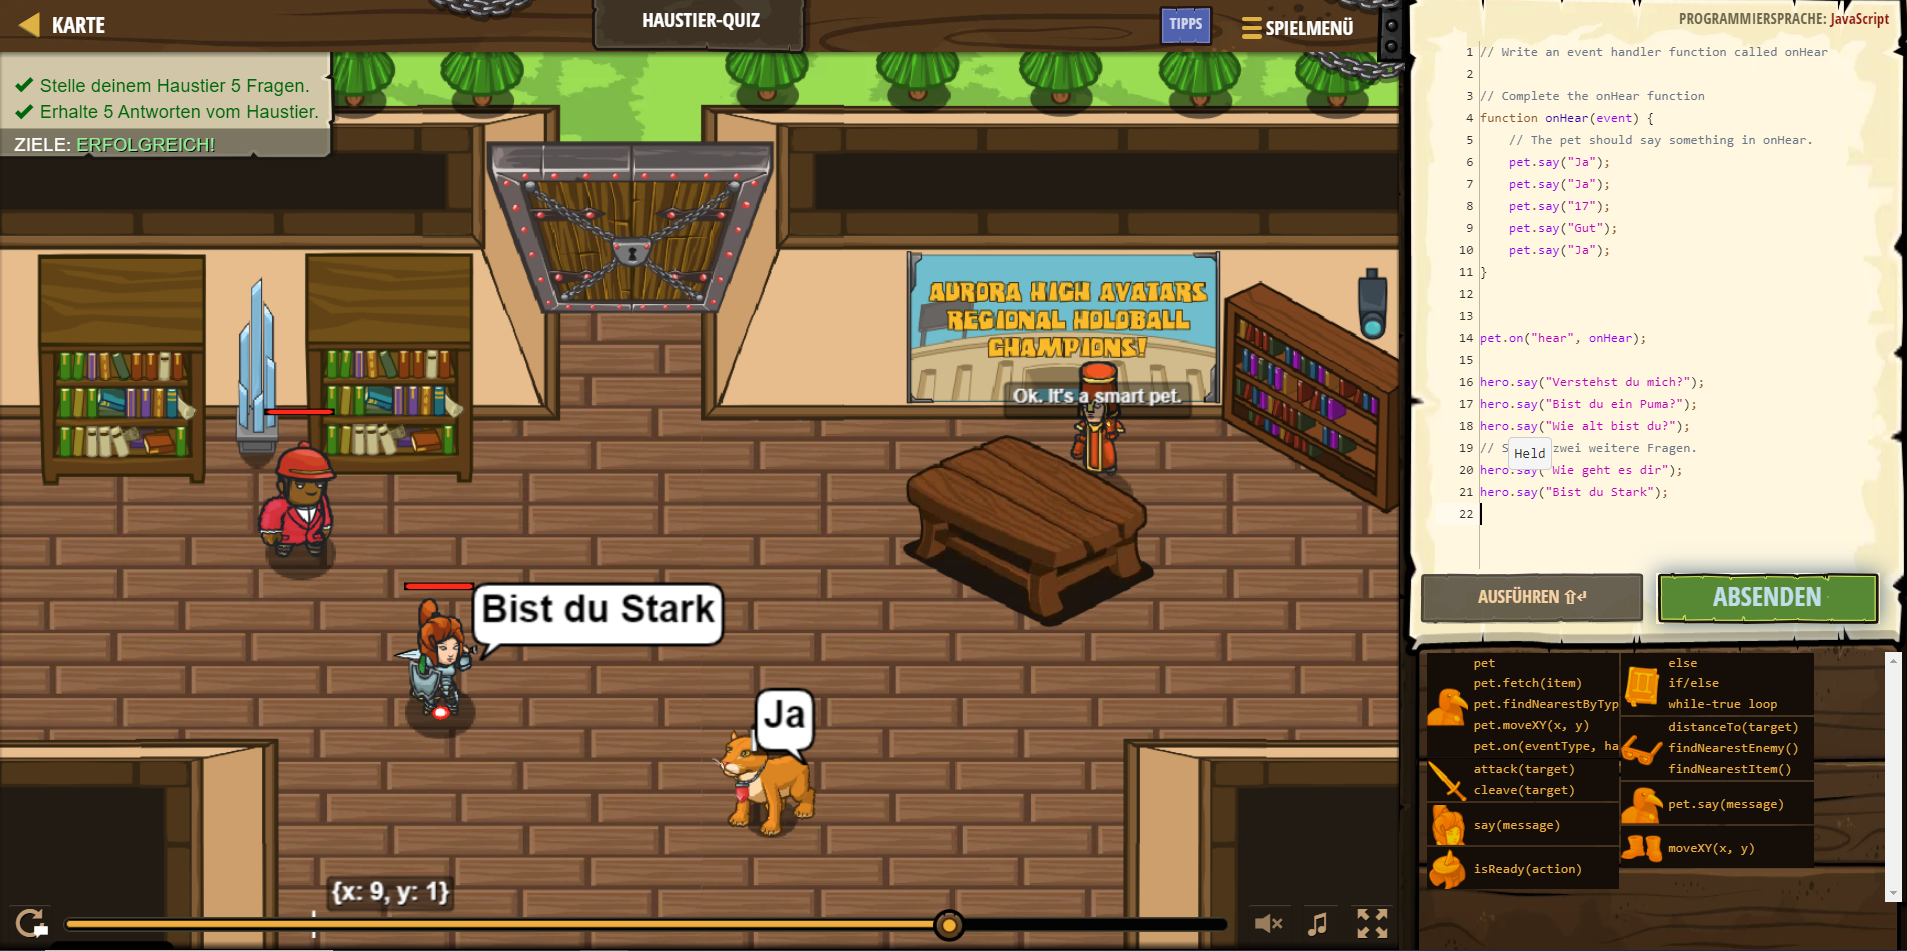 KARTE
HAUSTIER-QUIZ
TIPPS
SPIELMENÜ
PROGRAMMIERSPRACHE: JavaScript
Stelle deinem Haustier 5 Fragen.
Erhalte 5 Antworten vom Haustier.
ZIELE: ERFOLGREICH!
AURORA HIGH AVATARS
REGIONAL HOLOBALL
CHAMPIONS!
Ok. It's a smart pet.
Bist du Stark
Ja
{x: 9, y: 1}
1 // Write an event handler function called onHear
2
3 // Complete the onHear function
4 function onHear(event) {
5 // The pet should say something in onHear.
6 pet.say("Ja");
7 pet.say("Ja");
8 pet.say("17");
9 pet.say("Gut");
10 pet.say("Ja");
11 }
12
13
14 pet.on("hear", onHear);
15
16 hero.say("Verstehst du mich?");
17 hero.say("Bist du ein Puma?");
18 hero.say("Wie alt bist du?");
19 // S zwei weitere Fragen.
Held
20 hero.say("Wie geht es dir");
21 hero.say("Bist du Stark");
22
AUSFÜHREN ⇧↵
ABSENDEN
pet
pet.fetch(item)
pet.findNearestByTyp
pet.moveXY(x, y)
pet.on(eventType, ha
attack(target)
cleave(target)
say(message)
isReady(action)
else
if/else
while-true loop
distanceTo(target)
findNearestEnemy()
findNearestItem()
pet.say(message)
moveXY(x, y)